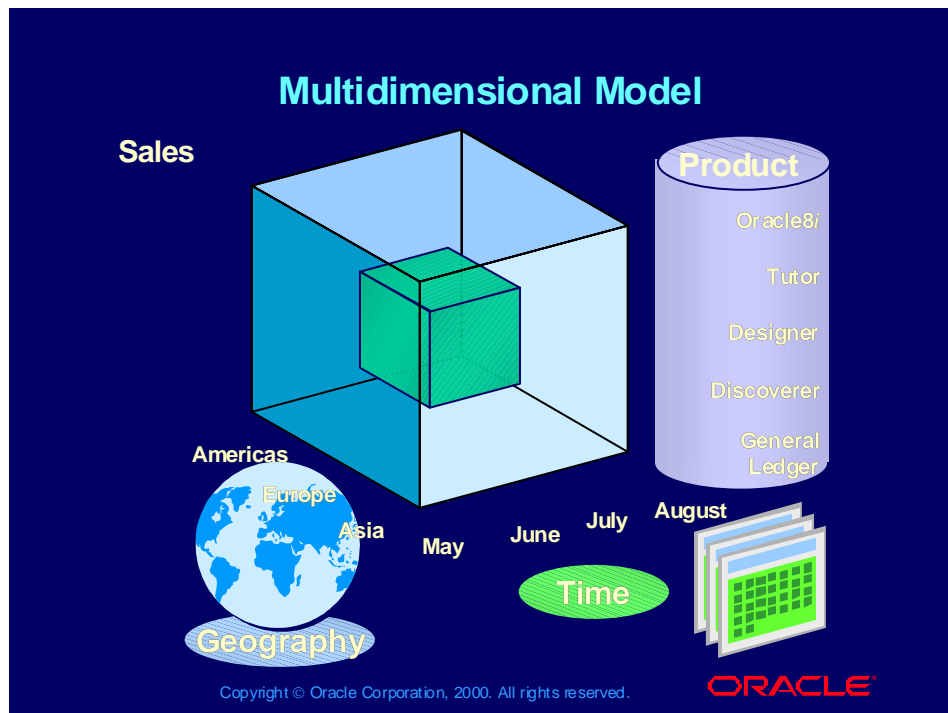 Multidimensional Model
Sales
Product
Oracle8i
Tutor
Designer
Discoverer
General
Ledger
Americas
Europe
Asia
May
June
July
August
Time
Geography
Copyright © Oracle Corporation, 2000. All rights reserved.
ORACLE®